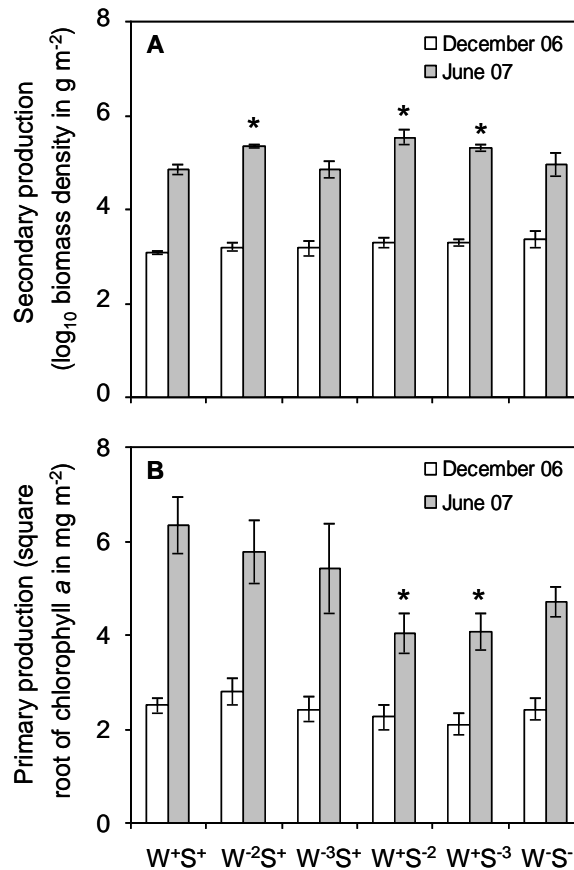 A
December 06
June 07
Secondary production
(log₁₀ biomass density in g m⁻²)
8
6
4
2
0
*
*
*
B
December 06
June 07
Primary production (square
root of chlorophyll a in mg m⁻²)
8
6
4
2
0
*
*
W⁺S⁺ W⁻²S⁺ W⁻³S⁺ W⁺S⁻² W⁺S⁻³ W⁻S⁻